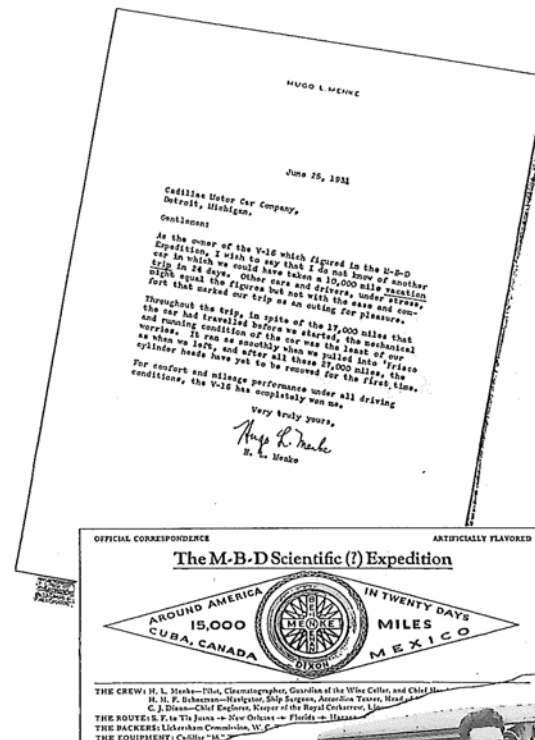 HUGO L. MENKE
June 25, 1931
Cadillac Motor Car Company,
Detroit, Michigan.
Gentlemen:
As the owner of the V-16 which figured in the M-B-D
Expedition, I wish to say that I do not know of another
car in which we could have taken a 10,000 mile vacation
trip in 24 days. Other cars and drivers, under stress,
might equal the figures but not with the ease and com-
fort that marked our trip as an outing for pleasure.
Throughout the trip, in spite of the 17,000 miles that
the car had travelled before we started, the mechanical
and running condition of the car was the least of our
worries. It ran as smoothly when we pulled into 'Frisco
as when we left, and after all these 27,000 miles, the
cylinder heads have yet to be removed for the first time.
For comfort and mileage performance under all driving
conditions, the V-16 has completely won me.
Very truly yours,
Hugo L. Menke
H. L. Menke
OFFICIAL CORRESPONDENCE
ARTIFICIALLY FLAVORED
The M-B-D Scientific (?) Expedition
AROUND AMERICA
IN TWENTY DAYS
15,000
MILES
CUBA, CANADA
MEXICO
MENKE
DIXON
THE CREW: H. L. Menke—Pilot, Cinematographer, Guardian of the Wine Cellar, and Chief
H. H. F. Behneman—Navigator, Ship Surgeon, Accordion Teaser, Head
C. J. Dixon—Chief Engineer, Keeper of the Royal Corkscrew,
THE ROUTE: S. F. to Tia Juana → New Orleans → Florida →
THE BACKERS: Lickersham Commission, W. C.
THE EQUIPMENT: Cadillac "16,"